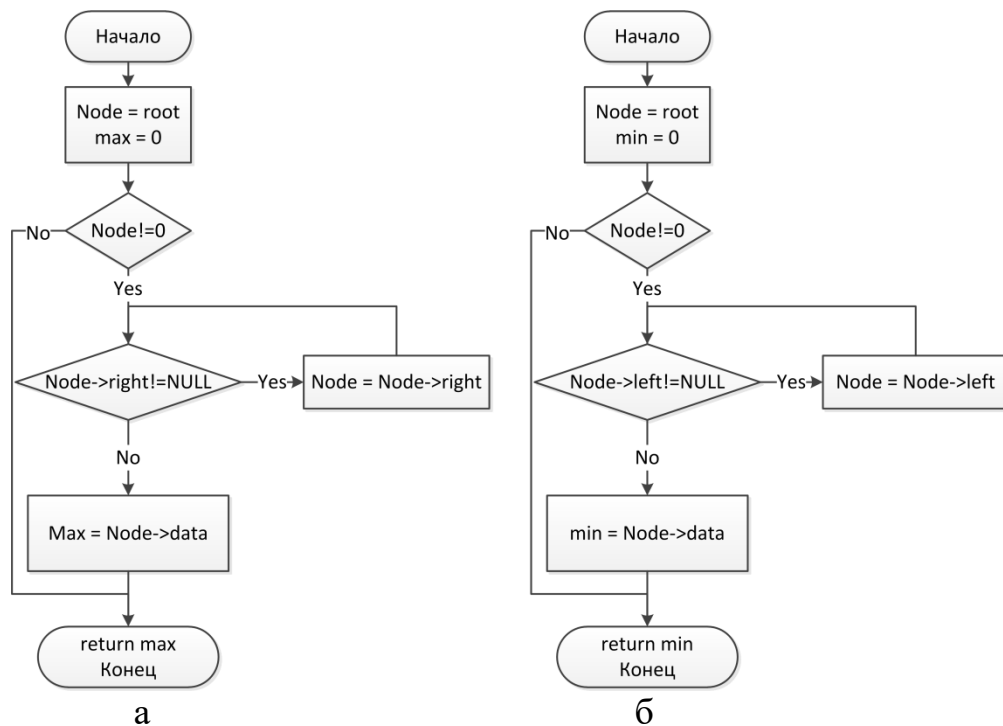 Начало
Node = root
max = 0
Node!=0
No
Yes
Node->right!=NULL
Yes
Node = Node->right
No
Max = Node->data
return max
Конец
а
Начало
Node = root
min = 0
Node!=0
No
Yes
Node->left!=NULL
Yes
Node = Node->left
No
min = Node->data
return min
Конец
б